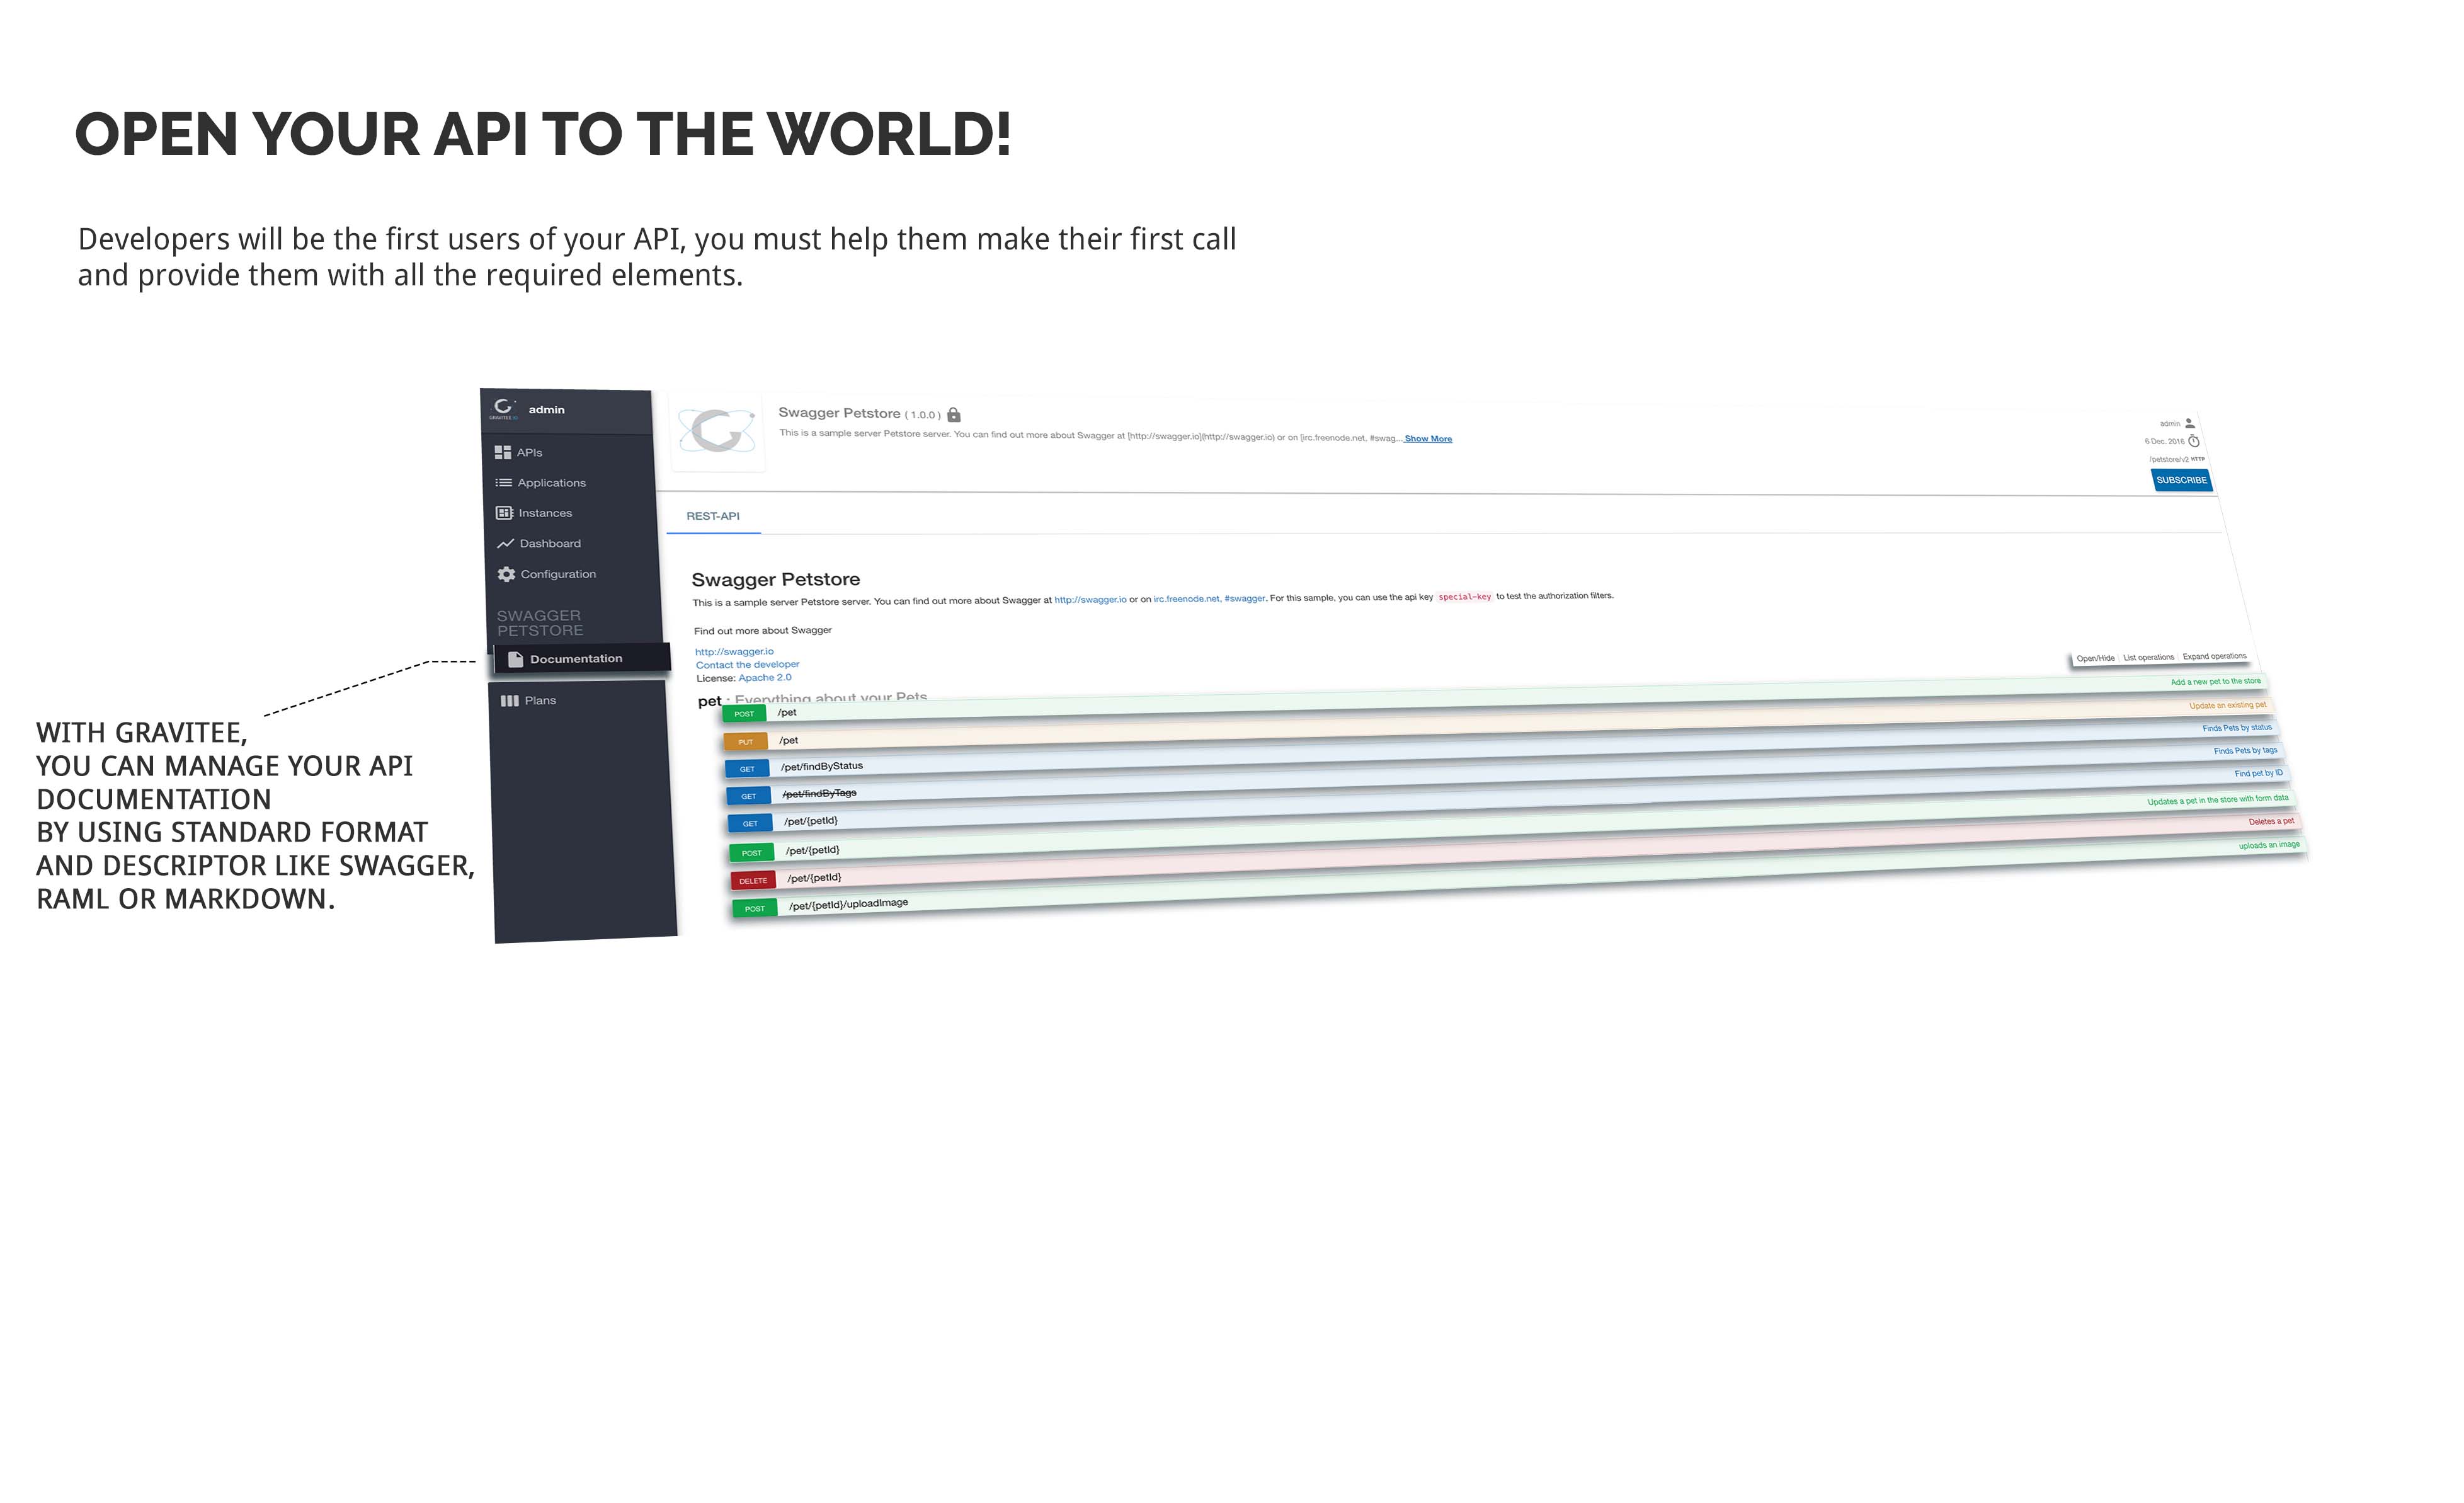 OPEN YOUR API TO THE WORLD!
Developers will be the first users of your API, you must help them make their first call
and provide them with all the required elements.
GRAVITEE.IO
admin
APIs
Applications
Instances
Dashboard
Configuration
SWAGGER
PETSTORE
Documentation
Plans
WITH GRAVITEE,
YOU CAN MANAGE YOUR API
DOCUMENTATION
BY USING STANDARD FORMAT
AND DESCRIPTOR LIKE SWAGGER,
RAML OR MARKDOWN.
Swagger Petstore ( 1.0.0 )
This is a sample server Petstore server. You can find out more about Swagger at [http://swagger.io](http://swagger.io) or on [irc.freenode.net, #swag... Show More
admin
6 Dec. 2016
/petstore/v2 HTTP
SUBSCRIBE
REST-API
Swagger Petstore
This is a sample server Petstore server. You can find out more about Swagger at http://swagger.io or on irc.freenode.net, #swagger. For this sample, you can use the api key special-key to test the authorization filters.
Find out more about Swagger
http://swagger.io
Contact the developer
License: Apache 2.0
pet : Everything about your Pets
Open/Hide List operations Expand operations
POST /pet Add a new pet to the store
PUT /pet Update an existing pet
GET /pet/findByStatus Finds Pets by status
GET /pet/findByTags Finds Pets by tags
GET /pet/{petId} Find pet by ID
POST /pet/{petId} Updates a pet in the store with form data
DELETE /pet/{petId} Deletes a pet
POST /pet/{petId}/uploadImage uploads an image